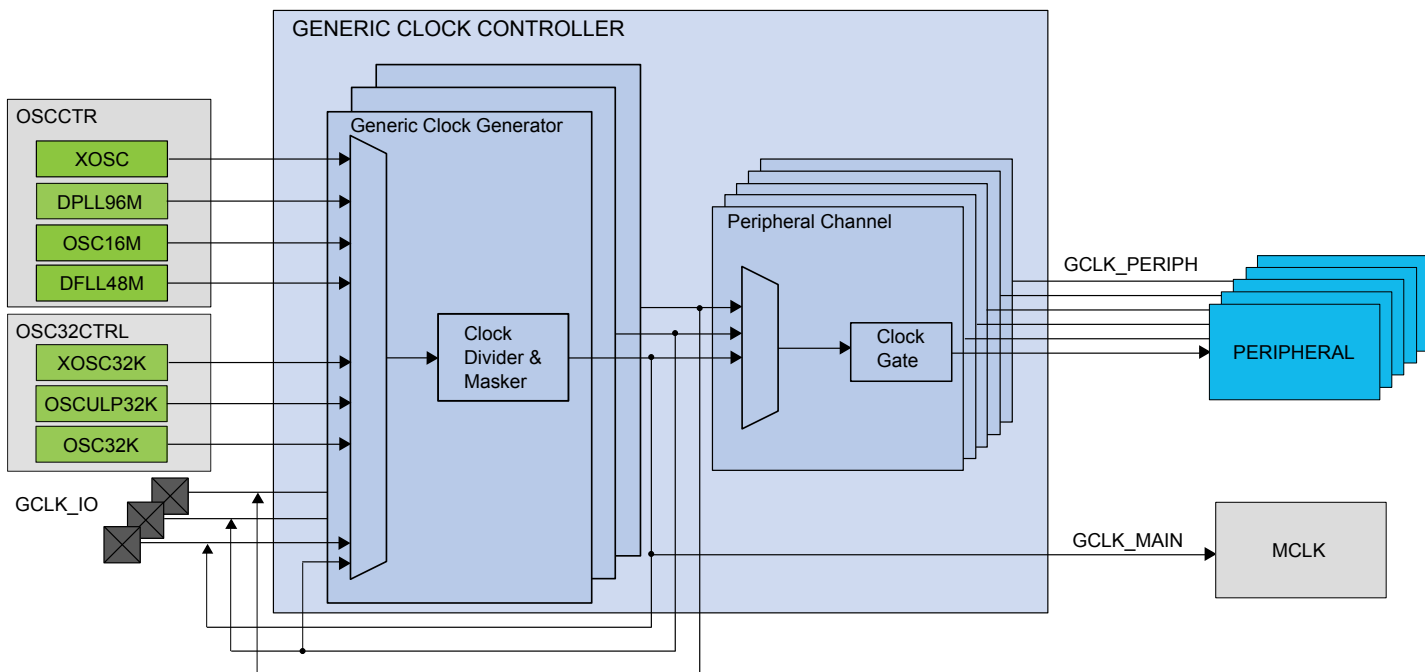 GENERIC CLOCK CONTROLLER
OSCCTR
XOSC
DPLL96M
OSC16M
DFLL48M
OSC32CTRL
XOSC32K
OSCULP32K
OSC32K
GCLK_IO
Generic Clock Generator
Clock
Divider &
Masker
Peripheral Channel
Clock
Gate
GCLK_PERIPH
PERIPHERAL
GCLK_MAIN
MCLK